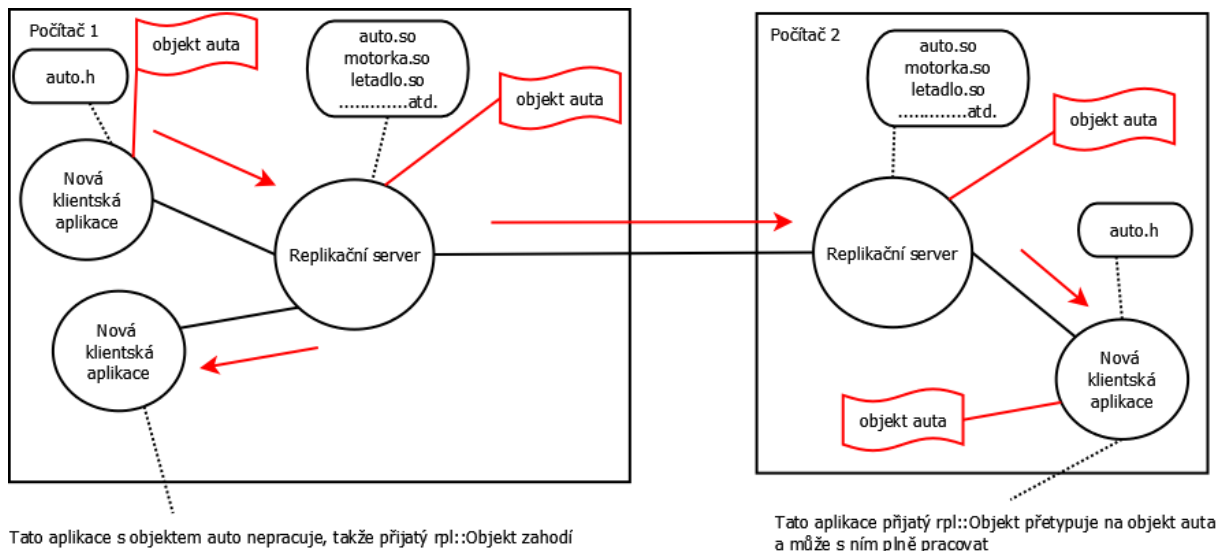 Počítač 1
objekt auta
auto.h
auto.so
motorka.so
letadlo.so
.............atd.
objekt auta
Nová
klientská
aplikace
Replikační server
Nová
klientská
aplikace
Tato aplikace s objektem auto nepracuje, takže přijatý rpl::Objekt zahodí
Počítač 2
auto.so
motorka.so
letadlo.so
.............atd.
objekt auta
Replikační server
auto.h
Nová
klientská
aplikace
objekt auta
Tato aplikace přijatý rpl::Objekt přetypuje na objekt auta
a může s ním plně pracovat